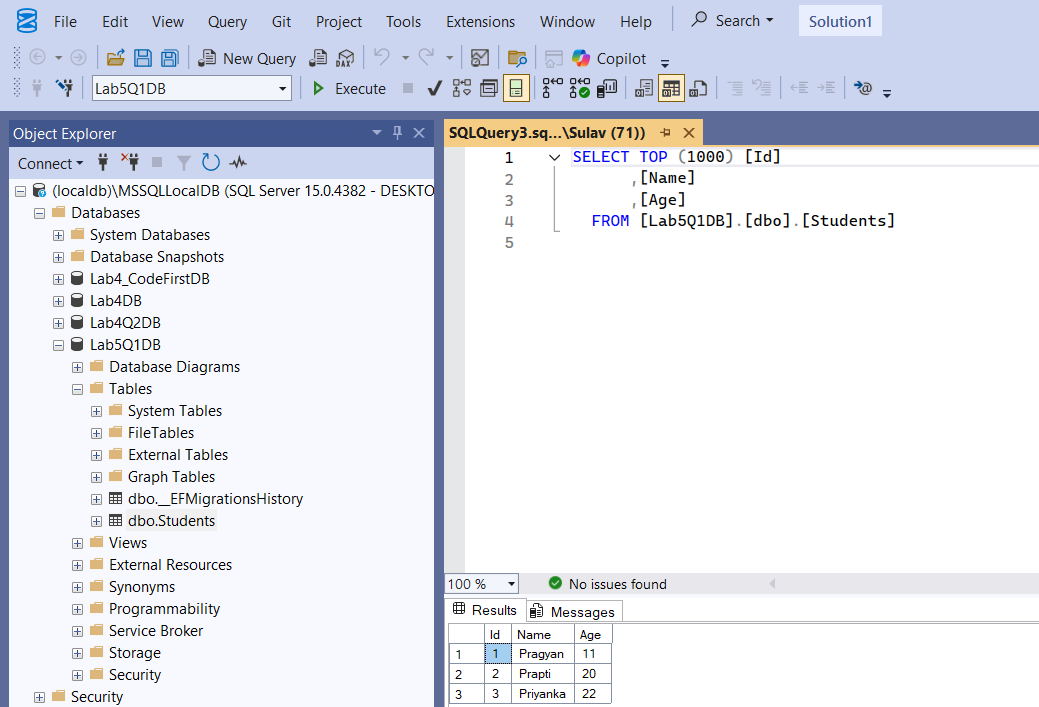 File Edit View Query Git Project Tools Extensions Window Help Search Solution1
New Query DAX Copilot
Lab5Q1DB Execute
Object Explorer
Connect
(localdb)\MSSQLLocalDB (SQL Server 15.0.4382 - DESKTO
Databases
System Databases
Database Snapshots
Lab4_CodeFirstDB
Lab4DB
Lab4Q2DB
Lab5Q1DB
Database Diagrams
Tables
System Tables
FileTables
External Tables
Graph Tables
dbo.__EFMigrationsHistory
dbo.Students
Views
External Resources
Synonyms
Programmability
Service Broker
Storage
Security
Security
SQLQuery3.sq...\Sulav (71))
1 SELECT TOP (1000) [Id]
2 ,[Name]
3 ,[Age]
4 FROM [Lab5Q1DB].[dbo].[Students]
5
100 % No issues found
Results Messages
Id Name Age
1 1 Pragyan 11
2 2 Prapti 20
3 3 Priyanka 22